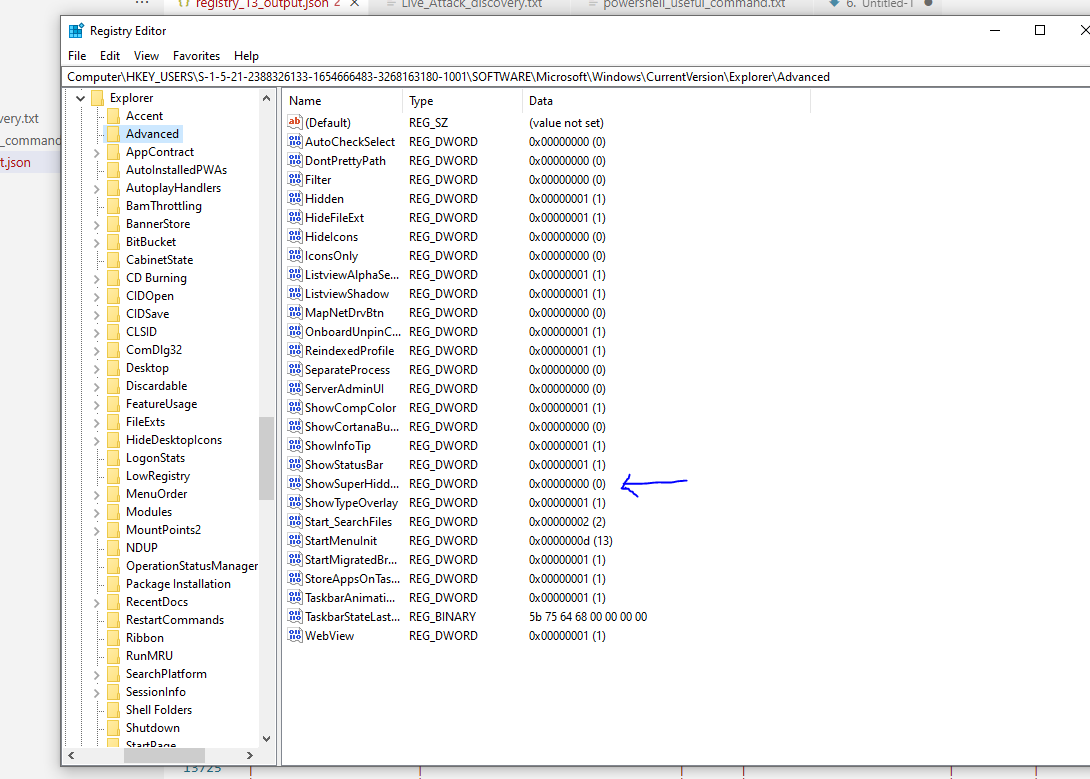 registry_13_output.json 2
Live_Attack_discovery.txt
powershell_useful_command.txt
6. Untitled-1
Registry Editor
File Edit View Favorites Help
Computer\HKEY_USERS\S-1-5-21-2388326133-1654666483-3268163180-1001\SOFTWARE\Microsoft\Windows\CurrentVersion\Explorer\Advanced
very.txt
_command
t.json
Explorer
Accent
Advanced
AppContract
AutoInstalledPWAs
AutoplayHandlers
BamThrottling
BannerStore
BitBucket
CabinetState
CD Burning
CIDOpen
CIDSave
CLSID
ComDlg32
Desktop
Discardable
FeatureUsage
FileExts
HideDesktopIcons
LogonStats
LowRegistry
MenuOrder
Modules
MountPoints2
NDUP
OperationStatusManager
Package Installation
RecentDocs
RestartCommands
Ribbon
RunMRU
SearchPlatform
SessionInfo
Shell Folders
Shutdown
StartPage
Name Type Data
(Default) REG_SZ (value not set)
AutoCheckSelect REG_DWORD 0x00000000 (0)
DontPrettyPath REG_DWORD 0x00000000 (0)
Filter REG_DWORD 0x00000000 (0)
Hidden REG_DWORD 0x00000001 (1)
HideFileExt REG_DWORD 0x00000001 (1)
HideIcons REG_DWORD 0x00000000 (0)
IconsOnly REG_DWORD 0x00000000 (0)
ListviewAlphaSe... REG_DWORD 0x00000001 (1)
ListviewShadow REG_DWORD 0x00000001 (1)
MapNetDrvBtn REG_DWORD 0x00000000 (0)
OnboardUnpinC... REG_DWORD 0x00000001 (1)
ReindexedProfile REG_DWORD 0x00000001 (1)
SeparateProcess REG_DWORD 0x00000000 (0)
ServerAdminUI REG_DWORD 0x00000000 (0)
ShowCompColor REG_DWORD 0x00000001 (1)
ShowCortanaBu... REG_DWORD 0x00000000 (0)
ShowInfoTip REG_DWORD 0x00000001 (1)
ShowStatusBar REG_DWORD 0x00000001 (1)
ShowSuperHidd... REG_DWORD 0x00000000 (0)
ShowTypeOverlay REG_DWORD 0x00000001 (1)
Start_SearchFiles REG_DWORD 0x00000002 (2)
StartMenuInit REG_DWORD 0x0000000d (13)
StartMigratedBr... REG_DWORD 0x00000001 (1)
StoreAppsOnTas... REG_DWORD 0x00000001 (1)
TaskbarAnimati... REG_DWORD 0x00000001 (1)
TaskbarStateLast... REG_BINARY 5b 75 64 68 00 00 00 00
WebView REG_DWORD 0x00000001 (1)
13725